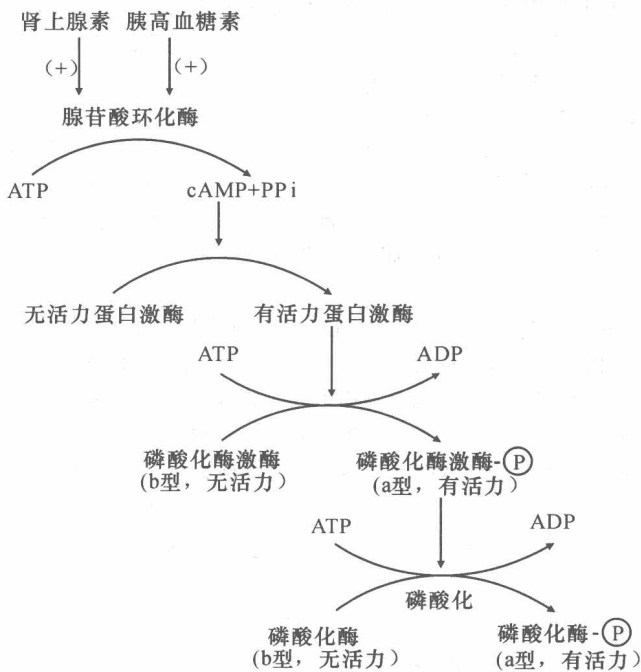 肾上腺素 胰高血糖素
(+) (+)
腺苷酸环化酶
ATP cAMP+PPi
无活力蛋白激酶 有活力蛋白激酶
ATP ADP
磷酸化酶激酶 磷酸化酶激酶-Ⓟ
(b型，无活力) (a型，有活力)
ATP ADP
磷酸化
磷酸化酶 磷酸化酶-Ⓟ
(b型，无活力) (a型，有活力)